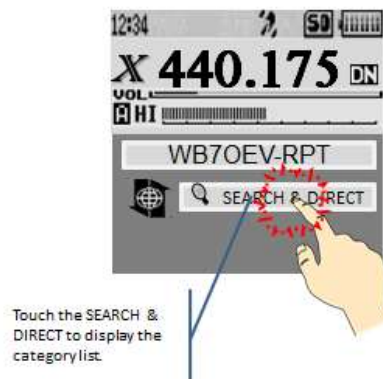 12:34 SD
X 440.175 DN
VOL
A HI
WB7OEV-RPT
SEARCH & DIRECT
Touch the SEARCH &
DIRECT to display the
category list.